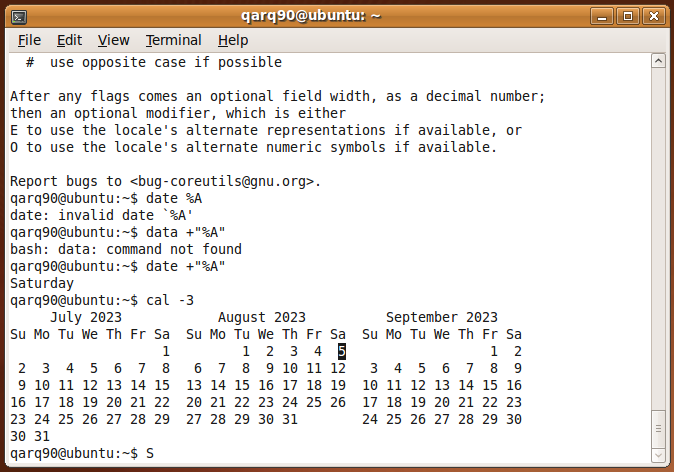 qarq90@ubuntu: ~
File Edit View Terminal Help
  #  use opposite case if possible

After any flags comes an optional field width, as a decimal number;
then an optional modifier, which is either
E to use the locale's alternate representations if available, or
O to use the locale's alternate numeric symbols if available.

Report bugs to <bug-coreutils@gnu.org>.
qarq90@ubuntu:~$ date %A
date: invalid date `%A'
qarq90@ubuntu:~$ data +"%A"
bash: data: command not found
qarq90@ubuntu:~$ date +"%A"
Saturday
qarq90@ubuntu:~$ cal -3
     July 2023            August 2023          September 2023
Su Mo Tu We Th Fr Sa  Su Mo Tu We Th Fr Sa  Su Mo Tu We Th Fr Sa
                   1         1  2  3  4  5                  1  2
 2  3  4  5  6  7  8   6  7  8  9 10 11 12   3  4  5  6  7  8  9
 9 10 11 12 13 14 15  13 14 15 16 17 18 19  10 11 12 13 14 15 16
16 17 18 19 20 21 22  20 21 22 23 24 25 26  17 18 19 20 21 22 23
23 24 25 26 27 28 29  27 28 29 30 31        24 25 26 27 28 29 30
30 31
qarq90@ubuntu:~$ S